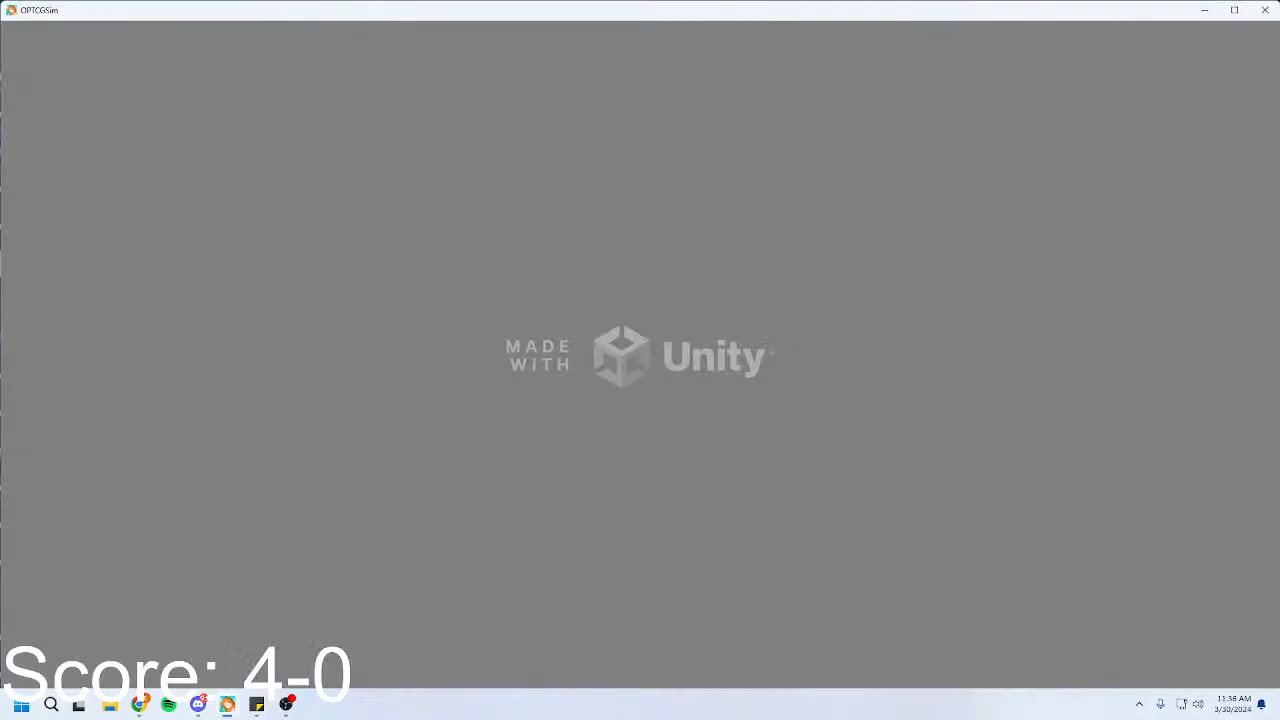 OPTCGSim
MADE
WITH
Unity
Score: 4-0
11:36 AM
3/30/2024